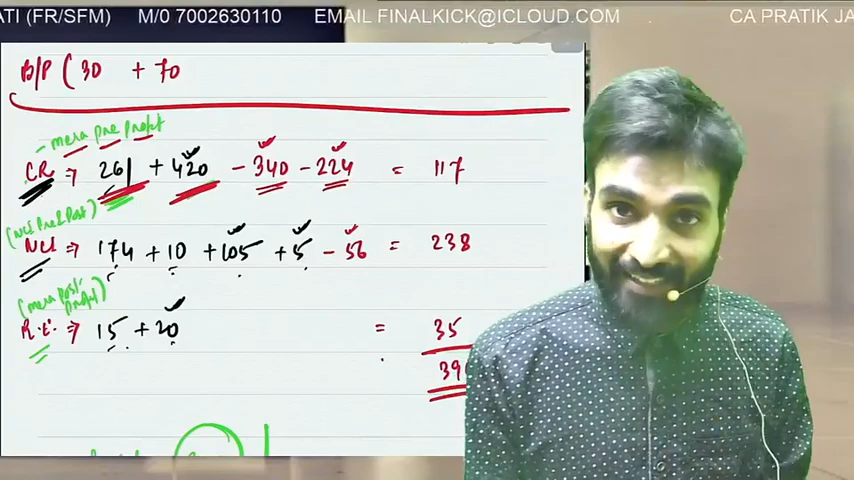 ATI (FR/SFM) M/0 7002630110 EMAIL FINALKICK@ICLOUD.COM CA PRATIK JA
B/P ( 30 + 70
- mera pre profit
CR ⇒ 261 + 420 - 340 - 224 = 117
(NCI Pre & Post)
NCI ⇒ 174 + 10 + 105 + 5 - 56 = 238
(mera post profit)
R.E. ⇒ 15 + 20 = 35
39